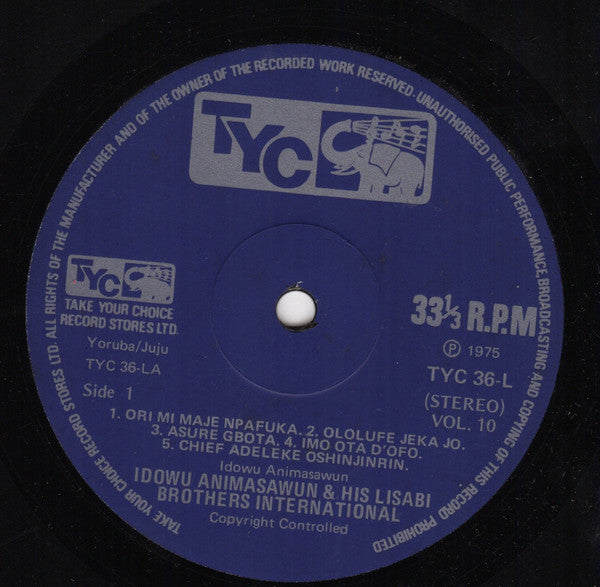 TAKE YOUR CHOICE RECORD STORES LTD. ALL RIGHTS OF THE MANUFACTURER AND OF THE OWNER OF THE RECORDED WORK RESERVED. UNAUTHORISED PUBLIC PERFORMANCE, BROADCASTING AND COPYING OF THIS RECORD PROHIBITED
TYC
TYC
TAKE YOUR CHOICE
RECORD STORES LTD.
Yoruba/Juju
TYC 36-LA
Side 1
33⅓ R.P.M
Ⓟ 1975
TYC 36-L
(STEREO)
VOL. 10
1. ORI MI MAJE NPAFUKA. 2. OLOLUFE JEKA JO.
3. ASURE GBOTA. 4. IMO OTA D'OFO.
5. CHIEF ADELEKE OSHINJINRIN.
Idowu Animasawun
IDOWU ANIMASAWUN & HIS LISABI
BROTHERS INTERNATIONAL
Copyright Controlled